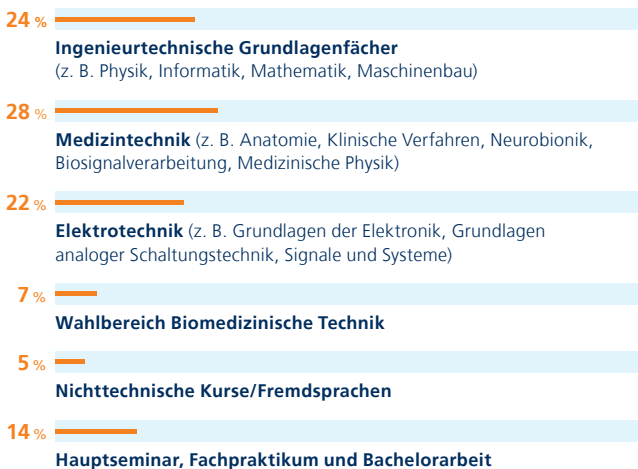 24 %
Ingenieurtechnische Grundlagenfächer
(z. B. Physik, Informatik, Mathematik, Maschinenbau)
28 %
Medizintechnik (z. B. Anatomie, Klinische Verfahren, Neurobionik,
Biosignalverarbeitung, Medizinische Physik)
22 %
Elektrotechnik (z. B. Grundlagen der Elektronik, Grundlagen
analoger Schaltungstechnik, Signale und Systeme)
7 %
Wahlbereich Biomedizinische Technik
5 %
Nichttechnische Kurse/Fremdsprachen
14 %
Hauptseminar, Fachpraktikum und Bachelorarbeit